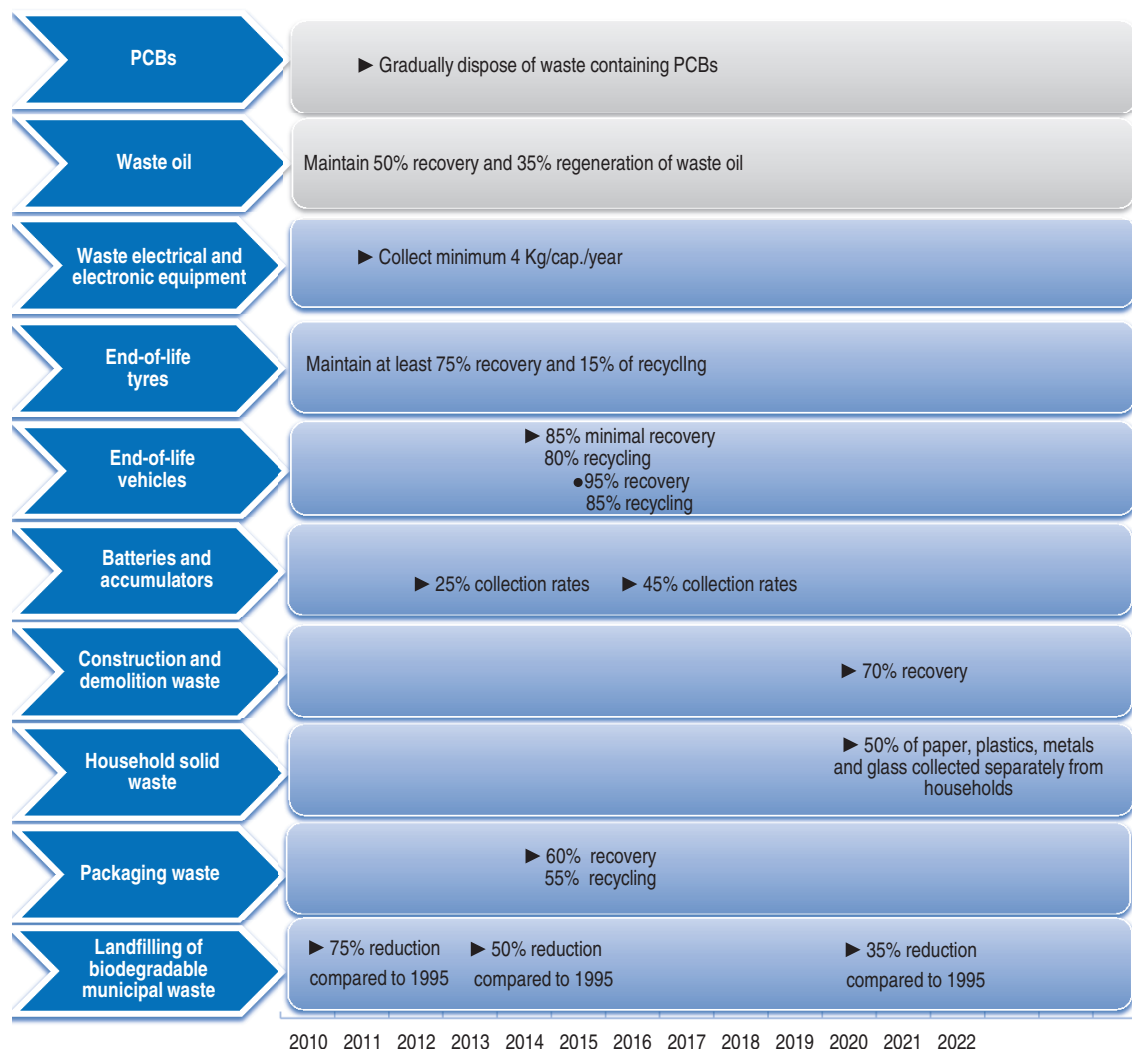 PCBs
► Gradually dispose of waste containing PCBs
Waste oil
Maintain 50% recovery and 35% regeneration of waste oil
Waste electrical and
electronic equipment
► Collect minimum 4 Kg/cap./year
End-of-life
tyres
Maintain at least 75% recovery and 15% of recyclIng
End-of-life
vehicles
► 85% minimal recovery
80% recycling
●95% recovery
85% recycling
Batteries and
accumulators
► 25% collection rates ► 45% collection rates
Construction and
demolition waste
► 70% recovery
Household solid
waste
► 50% of paper, plastics, metals
and glass collected separately from
households
Packaging waste
► 60% recovery
55% recycling
Landfilling of
biodegradable
municipal waste
► 75% reduction
compared to 1995
► 50% reduction
compared to 1995
► 35% reduction
compared to 1995
2010 2011 2012 2013 2014 2015 2016 2017 2018 2019 2020 2021 2022